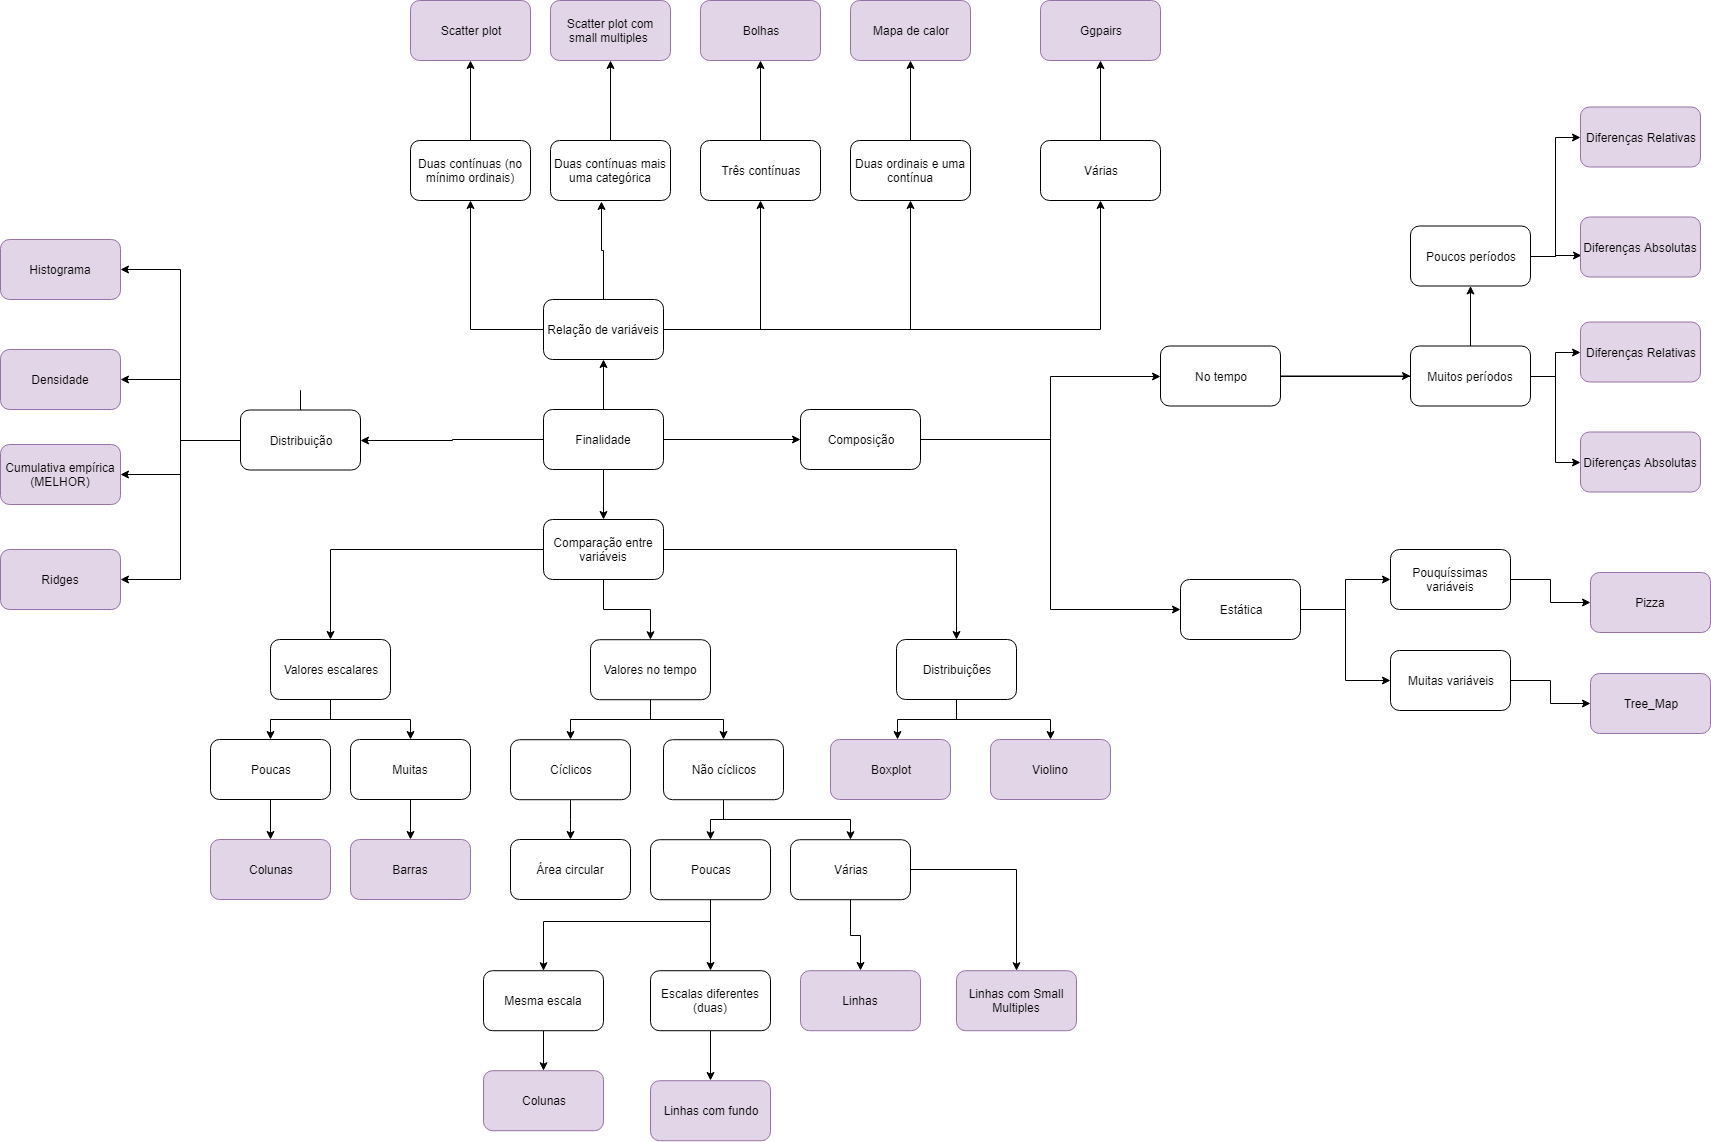 Scatter plot
Scatter plot com
small multiples
Bolhas
Mapa de calor
Ggpairs
Duas contínuas (no
mínimo ordinais)
Duas contínuas mais
uma categórica
Três contínuas
Duas ordinais e uma
contínua
Várias
Diferenças Relativas
Diferenças Absolutas
Poucos períodos
Histograma
Relação de variáveis
Densidade
No tempo
Muitos períodos
Diferenças Relativas
Distribuição
Finalidade
Composição
Diferenças Absolutas
Cumulativa empírica
(MELHOR)
Comparação entre
variáveis
Ridges
Estática
Pouquíssimas
variáveis
Pizza
Valores escalares
Valores no tempo
Distribuições
Muitas variáveis
Tree_Map
Poucas
Muitas
Cíclicos
Não cíclicos
Boxplot
Violino
Colunas
Barras
Área circular
Poucas
Várias
Mesma escala
Escalas diferentes
(duas)
Linhas
Linhas com Small
Multiples
Colunas
Linhas com fundo